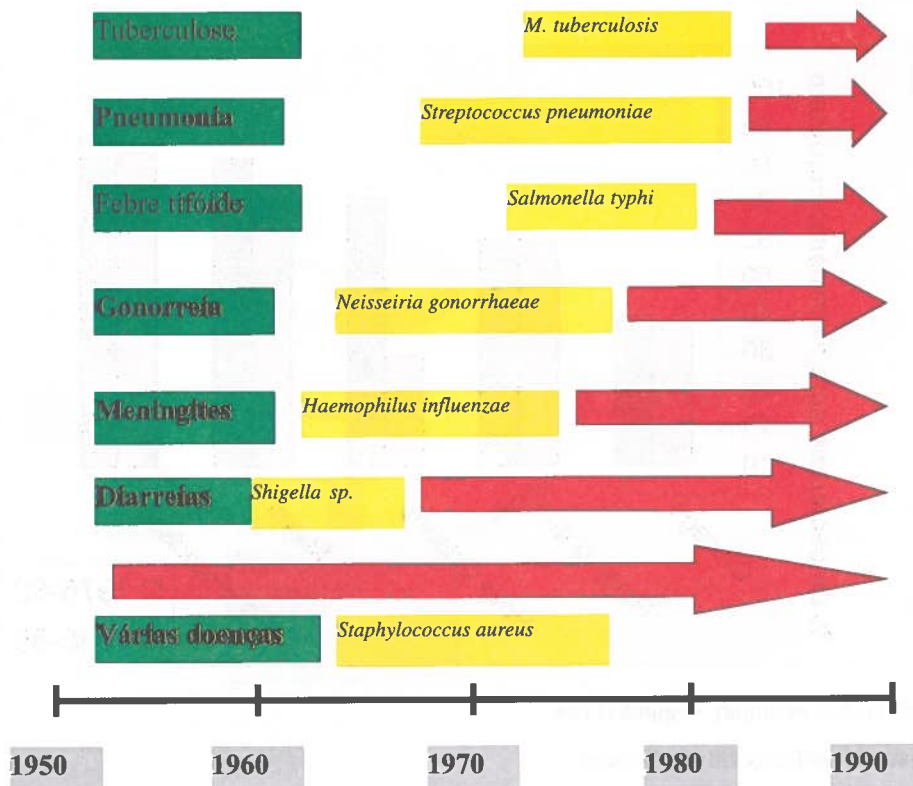 Tuberculose
M. tuberculosis
Pneumonia
Streptococcus pneumoniae
Febre tifóide
Salmonella typhi
Gonorreia
Neisseiria gonorrhaeae
Meningites
Haemophilus influenzae
Diarreias
Shigella sp.
Várias doenças
Staphylococcus aureus
1950 1960 1970 1980 1990